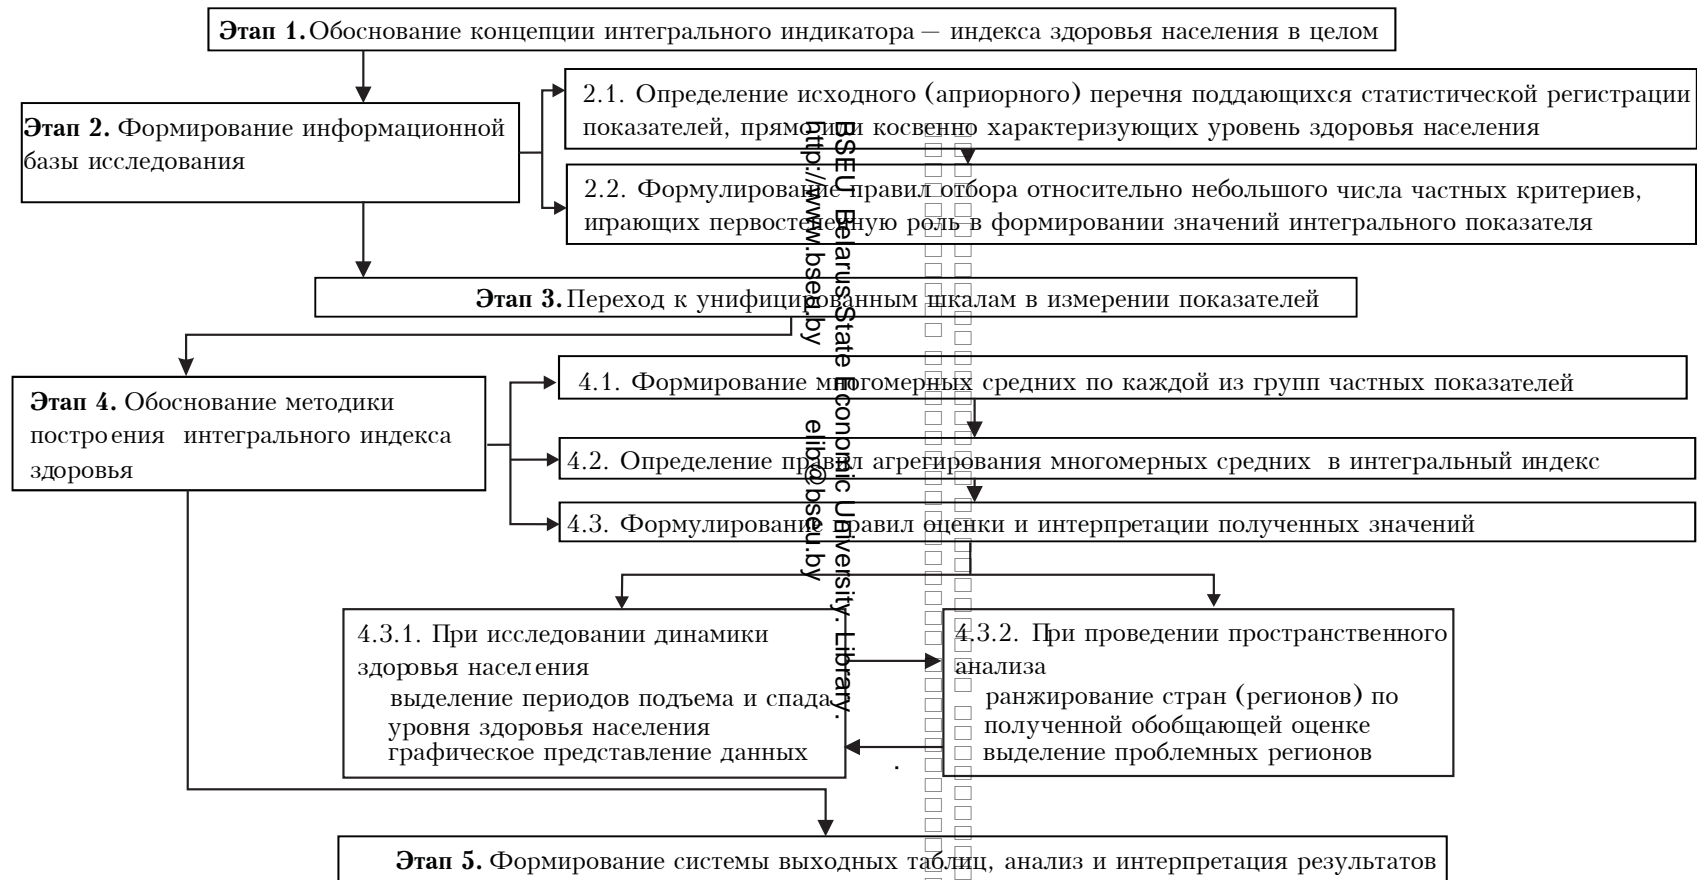 Этап 1. Обоснование концепции интегрального индикатора — индекса здоровья населения в целом
Этап 2. Формирование информационной
базы исследования
2.1. Определение исходного (априорного) перечня поддающихся статистической регистрации
показателей, прямо или косвенно характеризующих уровень здоровья населения
2.2. Формулирование правил отбора относительно небольшого числа частных критериев,
играющих первостепенную роль в формировании значений интегрального показателя
Этап 3. Переход к унифицированным шкалам в измерении показателей
Этап 4. Обоснование методики
построения интегрального индекса
здоровья
4.1. Формирование многомерных средних по каждой из групп частных показателей
4.2. Определение правил агрегирования многомерных средних в интегральный индекс
4.3. Формулирование правил оценки и интерпретации полученных значений
4.3.1. При исследовании динамики
здоровья населения
выделение периодов подъема и спада
уровня здоровья населения
графическое представление данных
4.3.2. При проведении пространственного
анализа
ранжирование стран (регионов) по
полученной обобщающей оценке
выделение проблемных регионов
.
Этап 5. Формирование системы выходных таблиц, анализ и интерпретация результатов
BSEU Belarus State Economic University. Library.
http://www.bseu.by elib@bseu.by